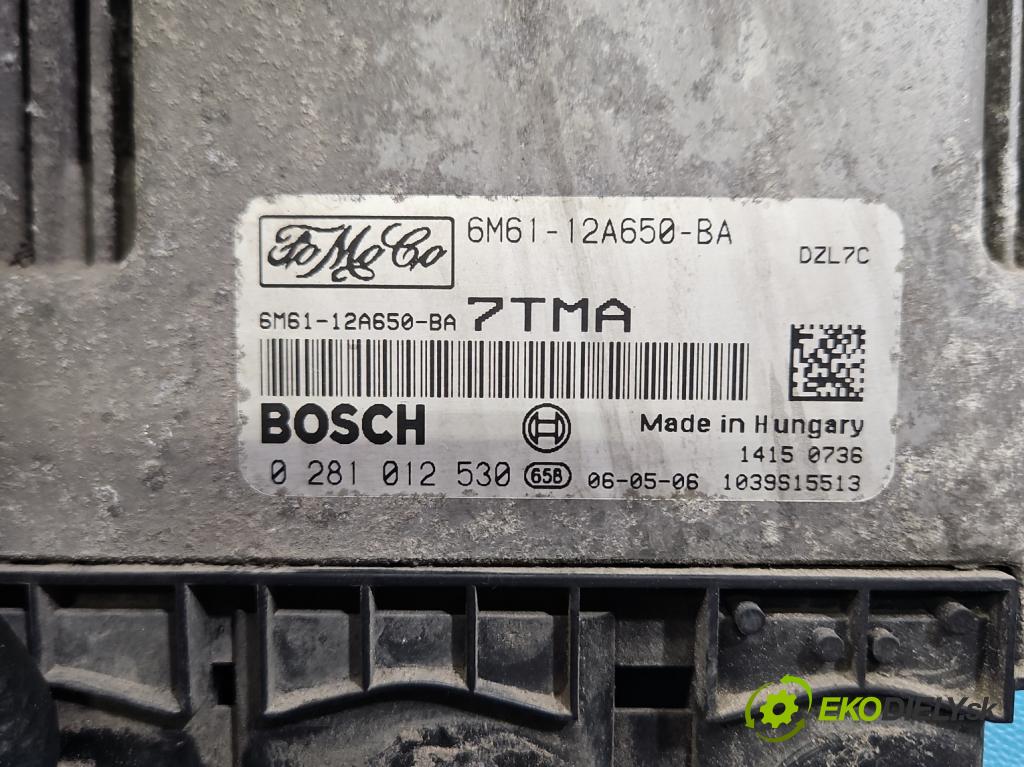 FoMoCo 6M61-12A650-BA
DZL7C
6M61-12A650-BA 7TMA
BOSCH
Made in Hungary
1415 0736
0 281 012 530 658 06-05-06 1039S15513
EKODIELY.sk